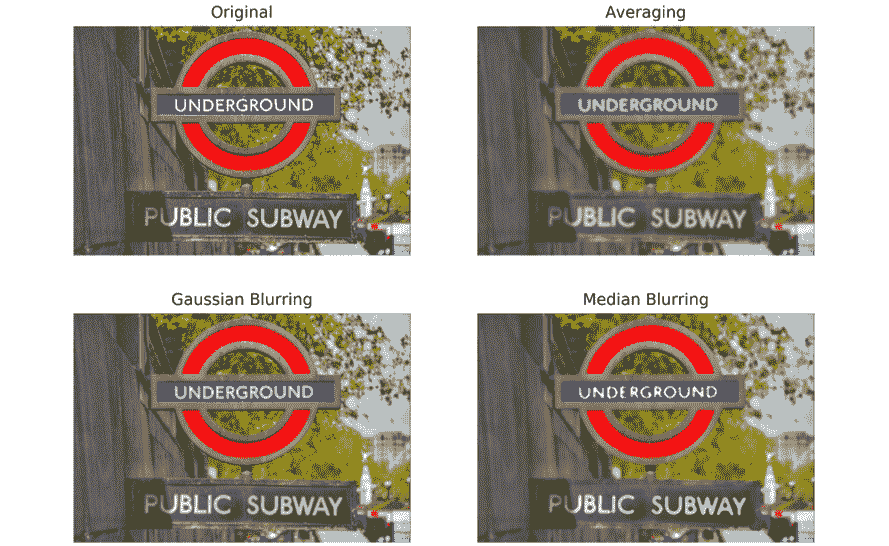 Original
Averaging
UNDERGROUND
UNDERGROUND
PUBLIC SUBWAY
PUBLIC SUBWAY
Gaussian Blurring
Median Blurring
UNDERGROUND
UNDERGROUND
PUBLIC SUBWAY
PUBLIC SUBWAY